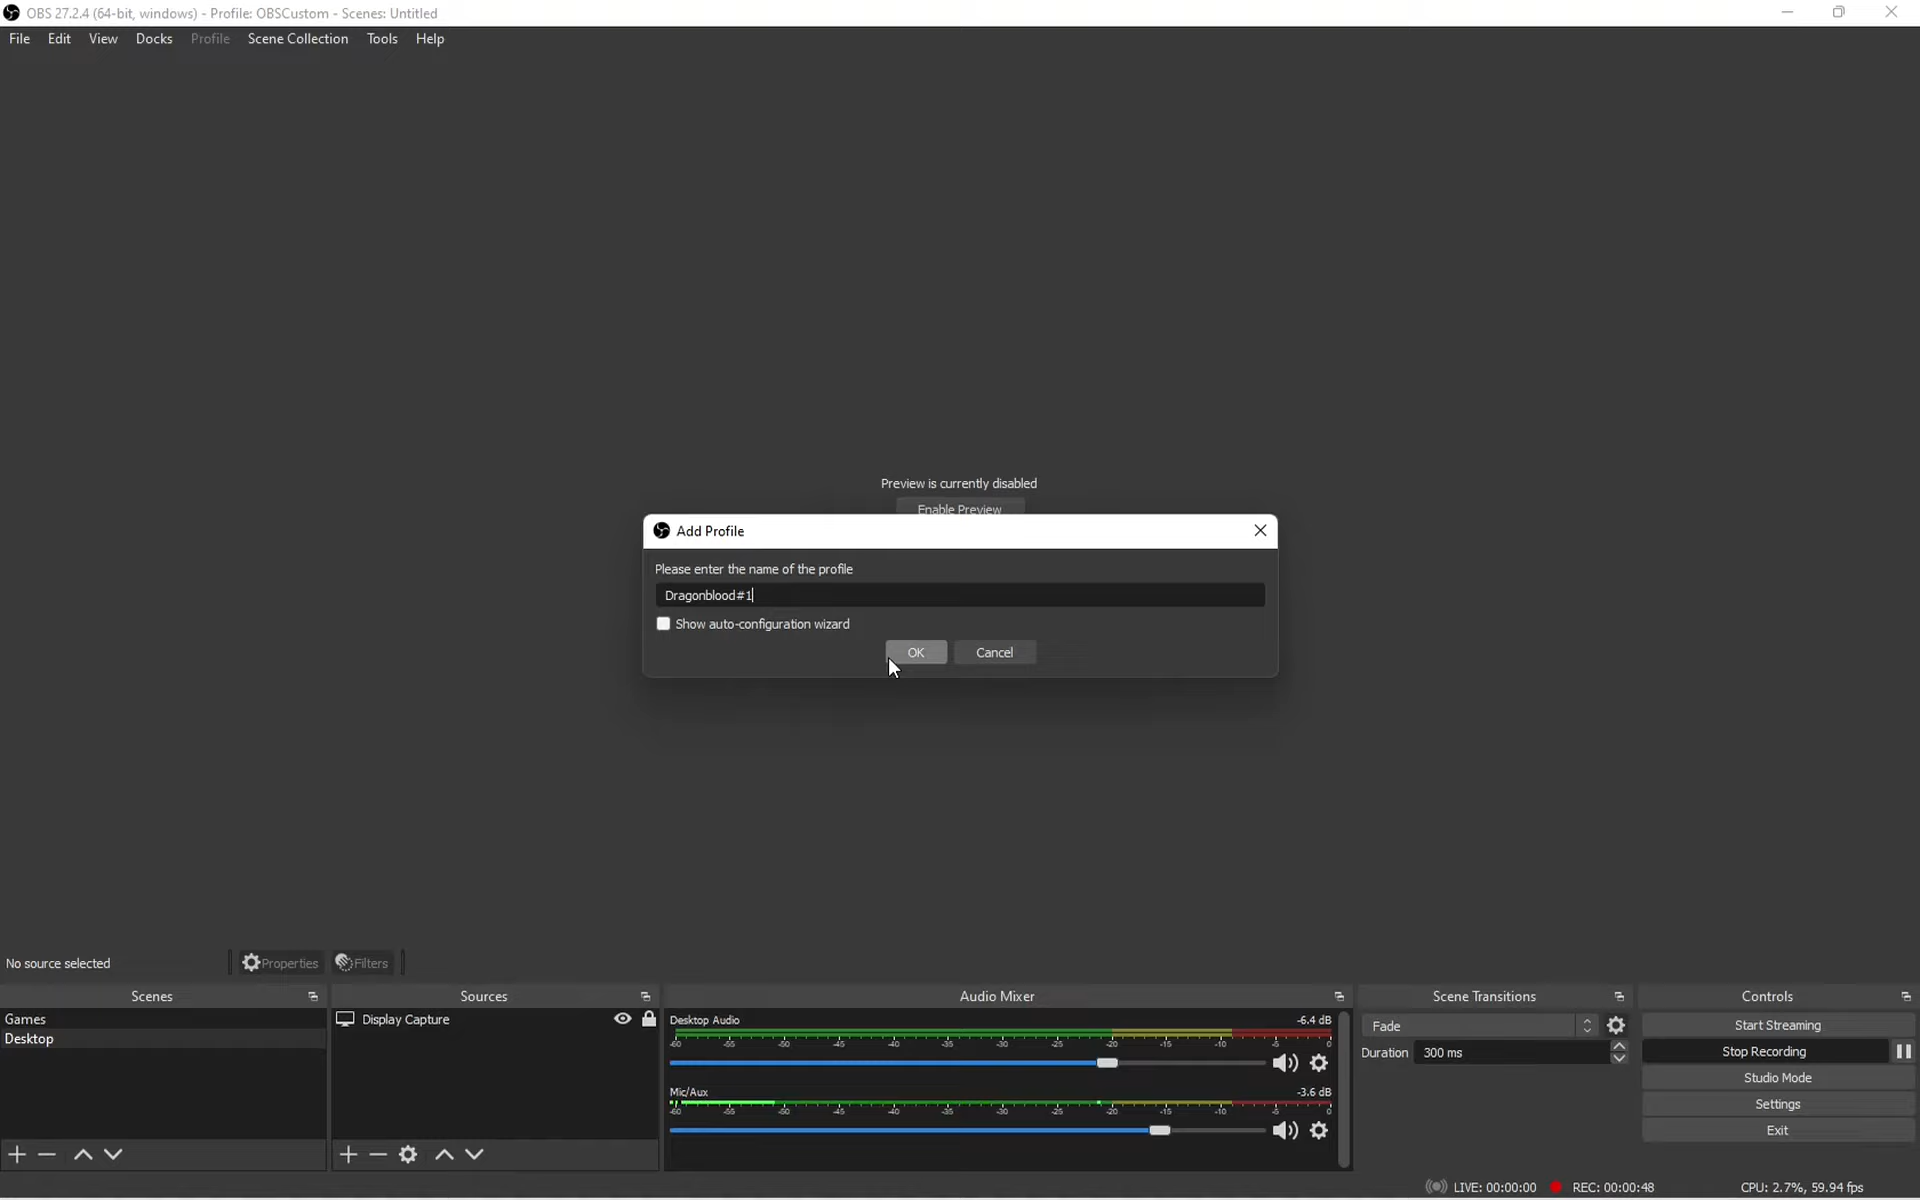 OBS 27.2.4 (64-bit, windows) - Profile: OBSCustom - Scenes: Untitled
File Edit View Docks Profile Scene Collection Tools Help
Preview is currently disabled
Enable Preview
Add Profile
Please enter the name of the profile
Dragonblood#1
Show auto-configuration wizard
OK Cancel
No source selected Properties Filters
Scenes
Games
Desktop
Sources
Display Capture
Audio Mixer
Desktop Audio -6.4 dB
-60 -55 -50 -45 -40 -35 -30 -25 -20 -15 -10 -5 0
Mic/Aux -3.6 dB
-60 -55 -50 -45 -40 -35 -30 -25 -20 -15 -10 -5 0
Scene Transitions
Fade
Duration 300 ms
Controls
Start Streaming
Stop Recording
Studio Mode
Settings
Exit
LIVE: 00:00:00 REC: 00:00:48 CPU: 2.7%, 59.94 fps